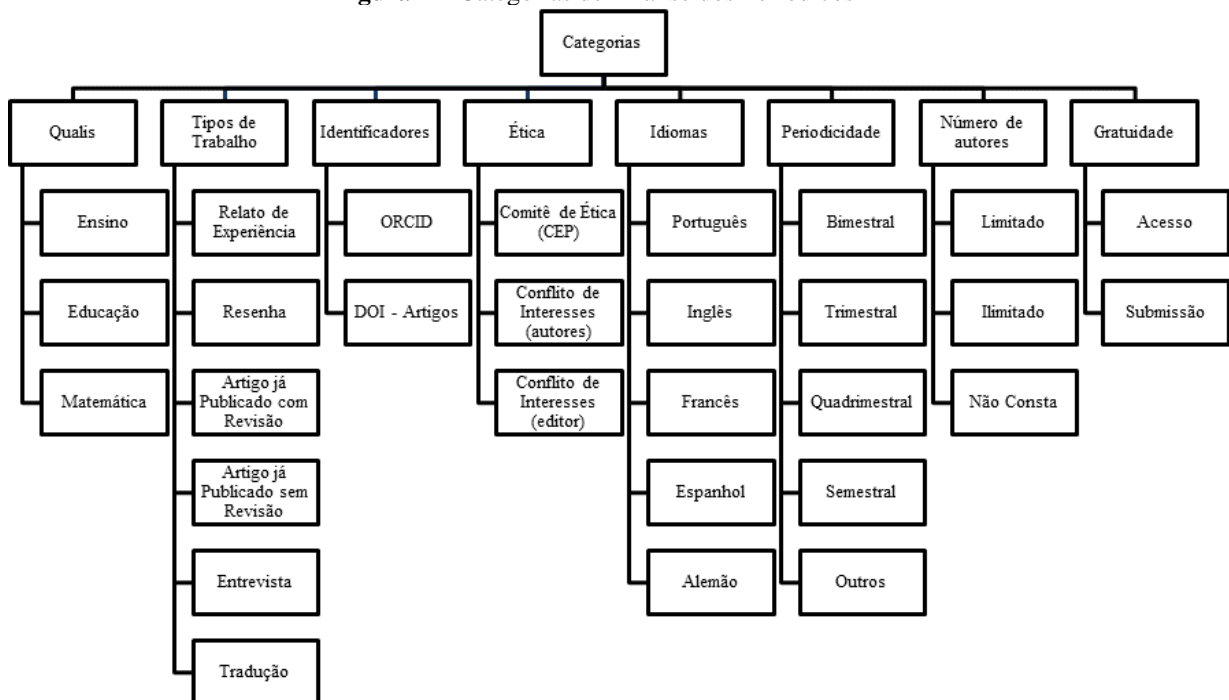 Categorias
Qualis
Ensino
Educação
Matemática
Tipos de
Trabalho
Relato de
Experiência
Resenha
Artigo já
Publicado com
Revisão
Artigo já
Publicado sem
Revisão
Entrevista
Tradução
Identificadores
ORCID
DOI - Artigos
Ética
Comitê de Ética
(CEP)
Conflito de
Interesses
(autores)
Conflito de
Interesses
(editor)
Idiomas
Português
Inglês
Francês
Espanhol
Alemão
Periodicidade
Bimestral
Trimestral
Quadrimestral
Semestral
Outros
Número de
autores
Limitado
Ilimitado
Não Consta
Gratuidade
Acesso
Submissão